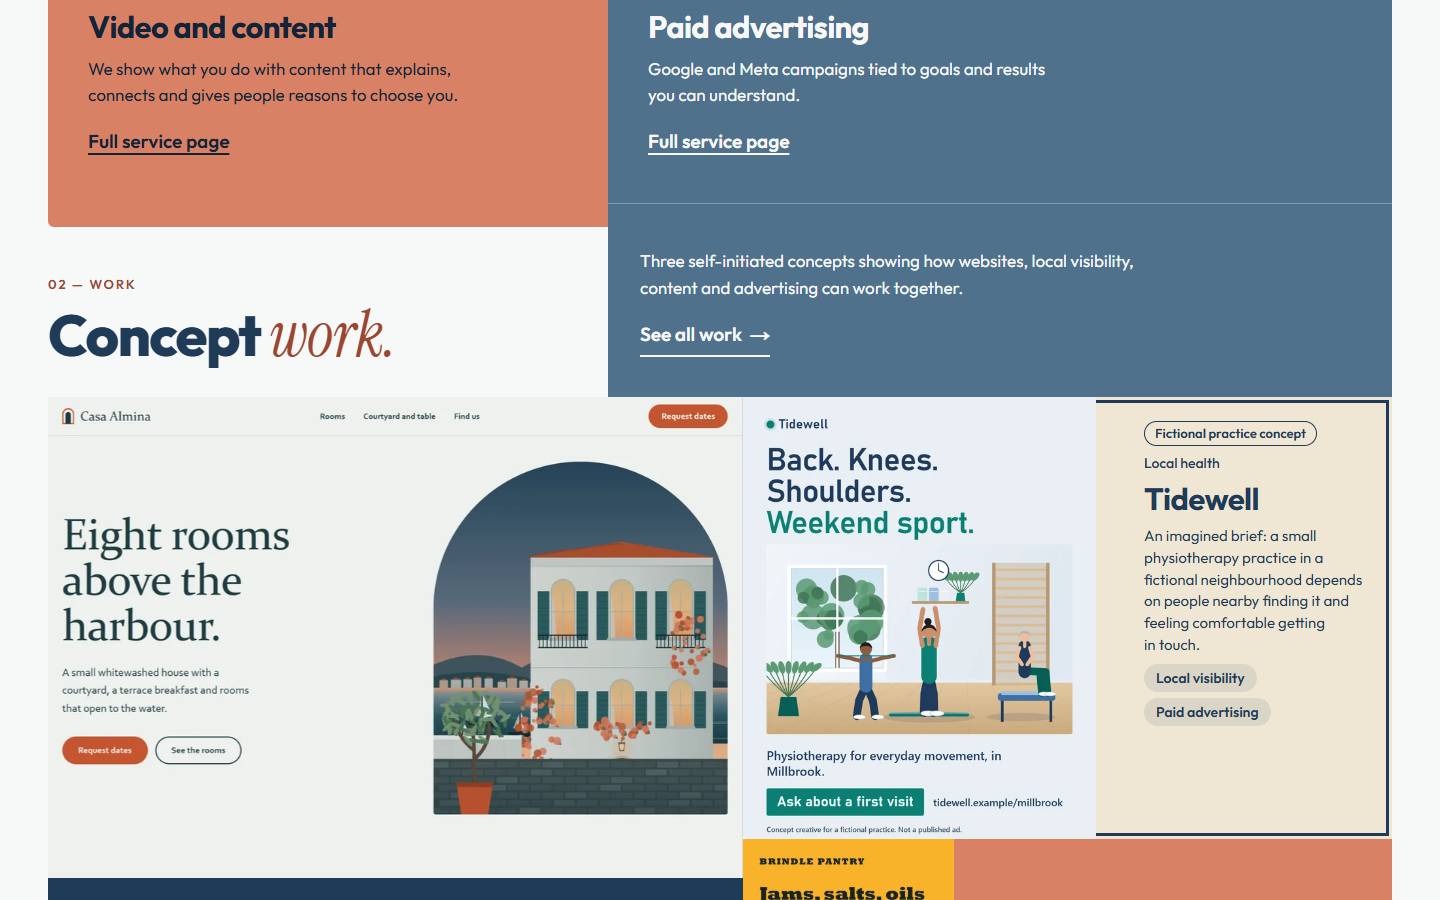 Video and content
We show what you do with content that explains,
connects and gives people reasons to choose you.
Full service page
Paid advertising
Google and Meta campaigns tied to goals and results
you can understand.
Full service page
02 — WORK
Concept work.
Three self-initiated concepts showing how websites, local visibility,
content and advertising can work together.
See all work →
Casa Almina
Rooms Courtyard and table Find us
Request dates
Eight rooms
above the
harbour.
A small whitewashed house with a
courtyard, a terrace breakfast and rooms
that open to the water.
Request dates See the rooms
Tidewell
Back. Knees.
Shoulders.
Weekend sport.
Physiotherapy for everyday movement, in
Millbrook.
Ask about a first visit tidewell.example/millbrook
Concept creative for a fictional practice. Not a published ad.
Fictional practice concept
Local health
Tidewell
An imagined brief: a small
physiotherapy practice in a
fictional neighbourhood depends
on people nearby finding it and
feeling comfortable getting
in touch.
Local visibility
Paid advertising
BRINDLE PANTRY
Jams, salts, oils